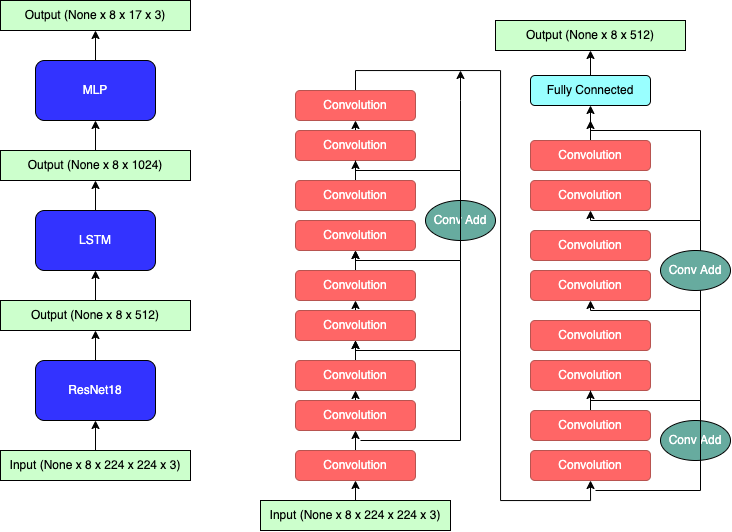 Output (None x 8 x 17 x 3)
MLP
Output (None x 8 x 1024)
LSTM
Output (None x 8 x 512)
ResNet18
Input (None x 8 x 224 x 224 x 3)
Convolution
Convolution
Convolution
Convolution
Conv Add
Convolution
Convolution
Convolution
Convolution
Convolution
Input (None x 8 x 224 x 224 x 3)
Output (None x 8 x 512)
Fully Connected
Convolution
Convolution
Convolution
Conv Add
Convolution
Convolution
Convolution
Convolution
Conv Add
Convolution